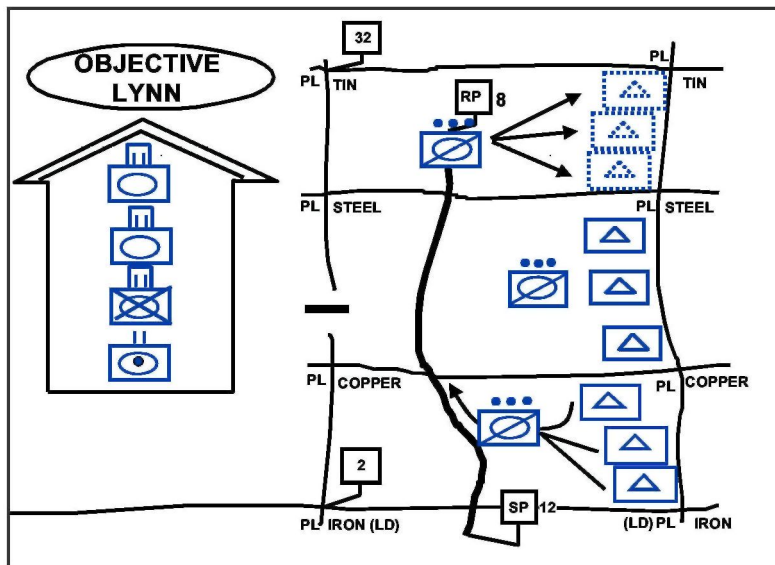 OBJECTIVE
LYNN
32
PL TIN
PL TIN
RP 8
PL STEEL
PL STEEL
PL COPPER
PL COPPER
2
SP 12
PL IRON (LD)
(LD) PL IRON